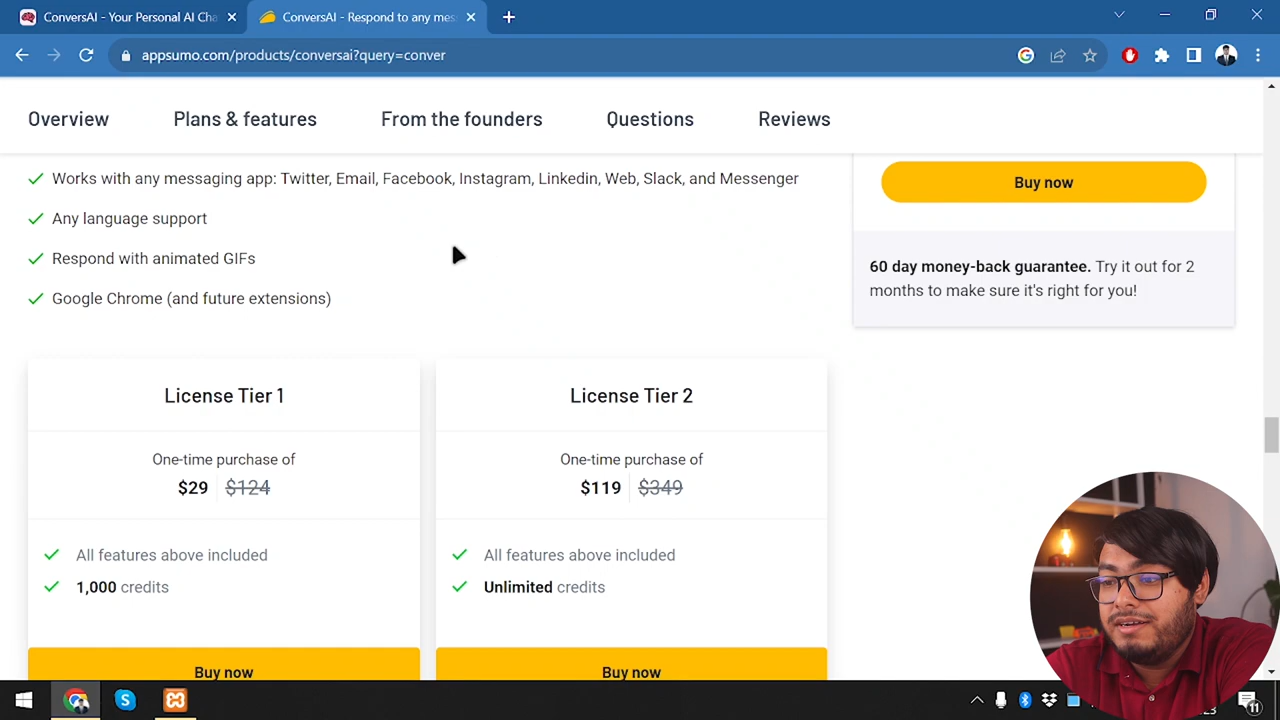 ConversAI - Your Personal AI Cha
ConversAI - Respond to any mes
appsumo.com/products/conversai?query=conver
Overview
Plans & features
From the founders
Questions
Reviews
Works with any messaging app: Twitter, Email, Facebook, Instagram, Linkedin, Web, Slack, and Messenger
Any language support
Respond with animated GIFs
Google Chrome (and future extensions)
Buy now
60 day money-back guarantee. Try it out for 2
months to make sure it's right for you!
License Tier 1
One-time purchase of
$29 $124
All features above included
1,000 credits
Buy now
License Tier 2
One-time purchase of
$119 $349
All features above included
Unlimited credits
Buy now
11